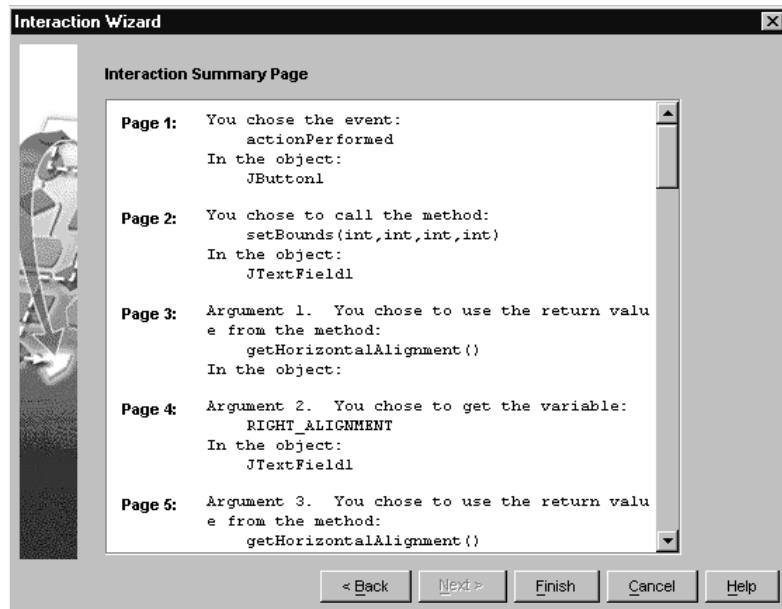 Interaction Wizard
Interaction Summary Page
Page 1: You chose the event:
actionPerformed
In the object:
JButton1
Page 2: You chose to call the method:
setBounds(int,int,int,int)
In the object:
JTextField1
Page 3: Argument 1.  You chose to use the return valu
e from the method:
getHorizontalAlignment()
In the object:
Page 4: Argument 2.  You chose to get the variable:
RIGHT_ALIGNMENT
In the object:
JTextField1
Page 5: Argument 3.  You chose to use the return valu
e from the method:
getHorizontalAlignment()
< Back Next > Finish Cancel Help